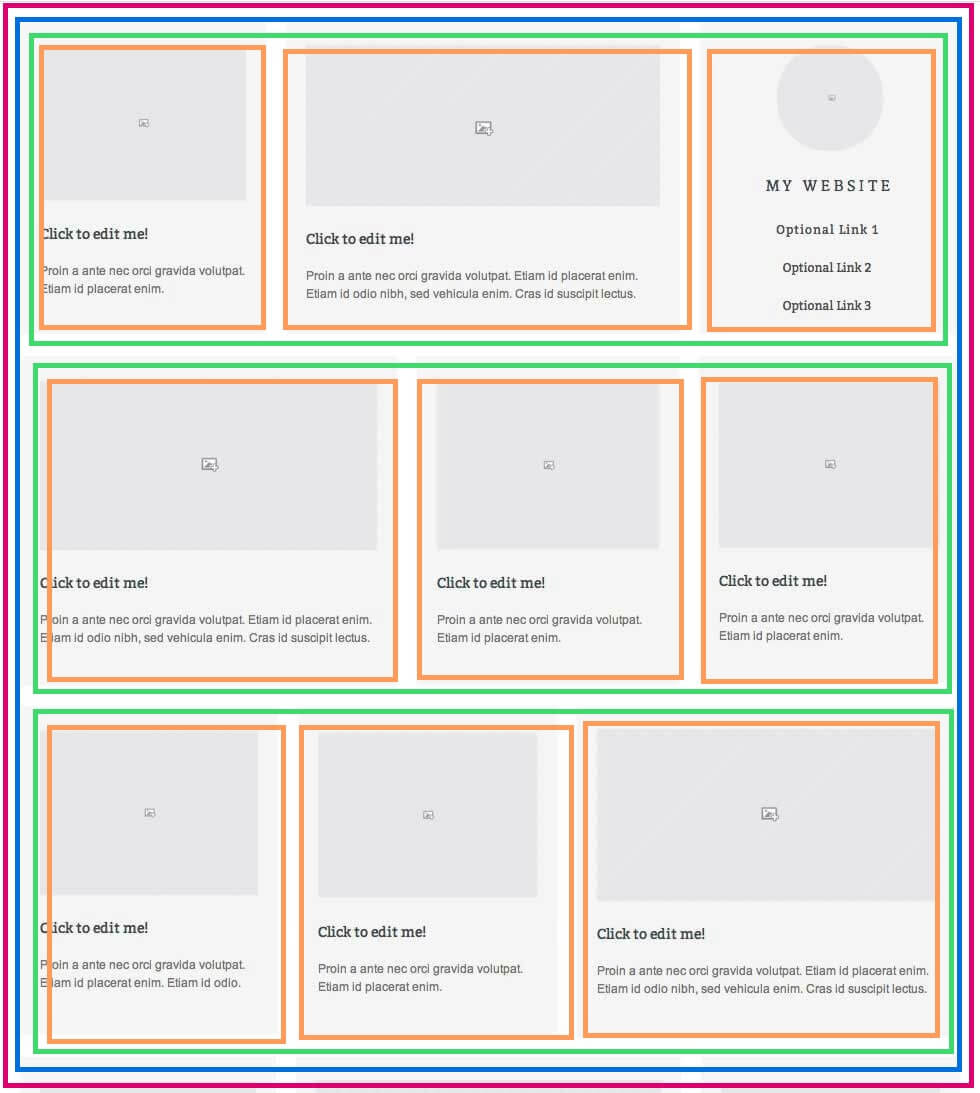 Click to edit me!
Proin a ante nec orci gravida volutpat.
Etiam id placerat enim.
Click to edit me!
Proin a ante nec orci gravida volutpat. Etiam id placerat enim.
Etiam id odio nibh, sed vehicula enim. Cras id suscipit lectus.
MY WEBSITE
Optional Link 1
Optional Link 2
Optional Link 3
Click to edit me!
Proin a ante nec orci gravida volutpat. Etiam id placerat enim.
Etiam id odio nibh, sed vehicula enim. Cras id suscipit lectus.
Click to edit me!
Proin a ante nec orci gravida volutpat.
Etiam id placerat enim.
Click to edit me!
Proin a ante nec orci gravida volutpat.
Etiam id placerat enim.
Click to edit me!
Proin a ante nec orci gravida volutpat.
Etiam id placerat enim. Etiam id odio.
Click to edit me!
Proin a ante nec orci gravida volutpat.
Etiam id placerat enim.
Click to edit me!
Proin a ante nec orci gravida volutpat. Etiam id placerat enim.
Etiam id odio nibh, sed vehicula enim. Cras id suscipit lectus.